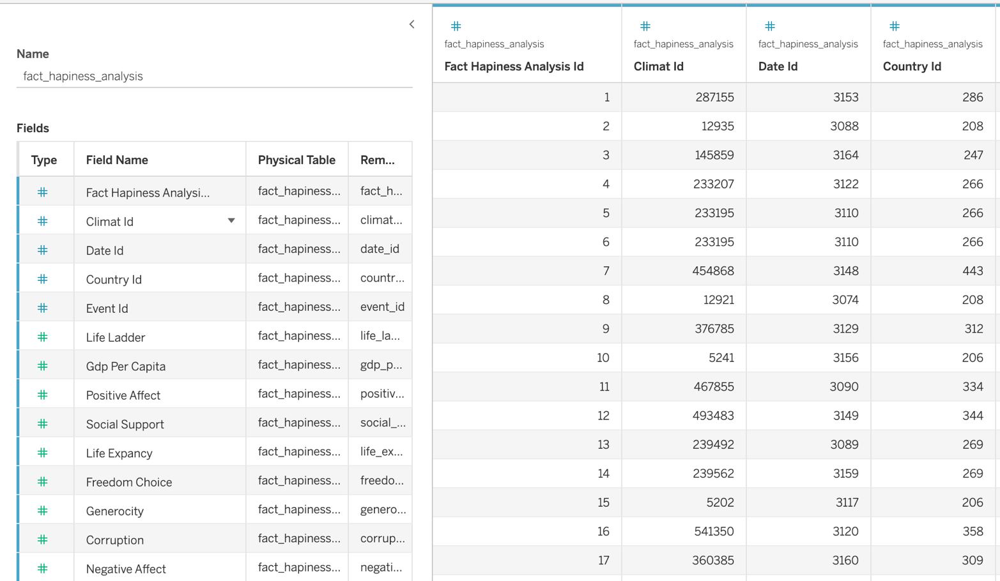 Name
fact_hapiness_analysis
Fields
Type Field Name Physical Table Rem...
Fact Hapiness Analysi... fact_hapiness... fact_h...
Climat Id fact_hapiness... climat...
Date Id fact_hapiness... date_id
Country Id fact_hapiness... countr...
Event Id fact_hapiness... event_id
Life Ladder fact_hapiness... life_la...
Gdp Per Capita fact_hapiness... gdp_p...
Positive Affect fact_hapiness... positiv...
Social Support fact_hapiness... social_...
Life Expancy fact_hapiness... life_ex...
Freedom Choice fact_hapiness... freedo...
Generocity fact_hapiness... genero...
Corruption fact_hapiness... corrup...
Negative Affect fact_hapiness... negati...
fact_hapiness_analysis fact_hapiness_analysis fact_hapiness_analysis fact_hapiness_analysis
Fact Hapiness Analysis Id Climat Id Date Id Country Id
1 287155 3153 286
2 12935 3088 208
3 145859 3164 247
4 233207 3122 266
5 233195 3110 266
6 233195 3110 266
7 454868 3148 443
8 12921 3074 208
9 376785 3129 312
10 5241 3156 206
11 467855 3090 334
12 493483 3149 344
13 239492 3089 269
14 239562 3159 269
15 5202 3117 206
16 541350 3120 358
17 360385 3160 309